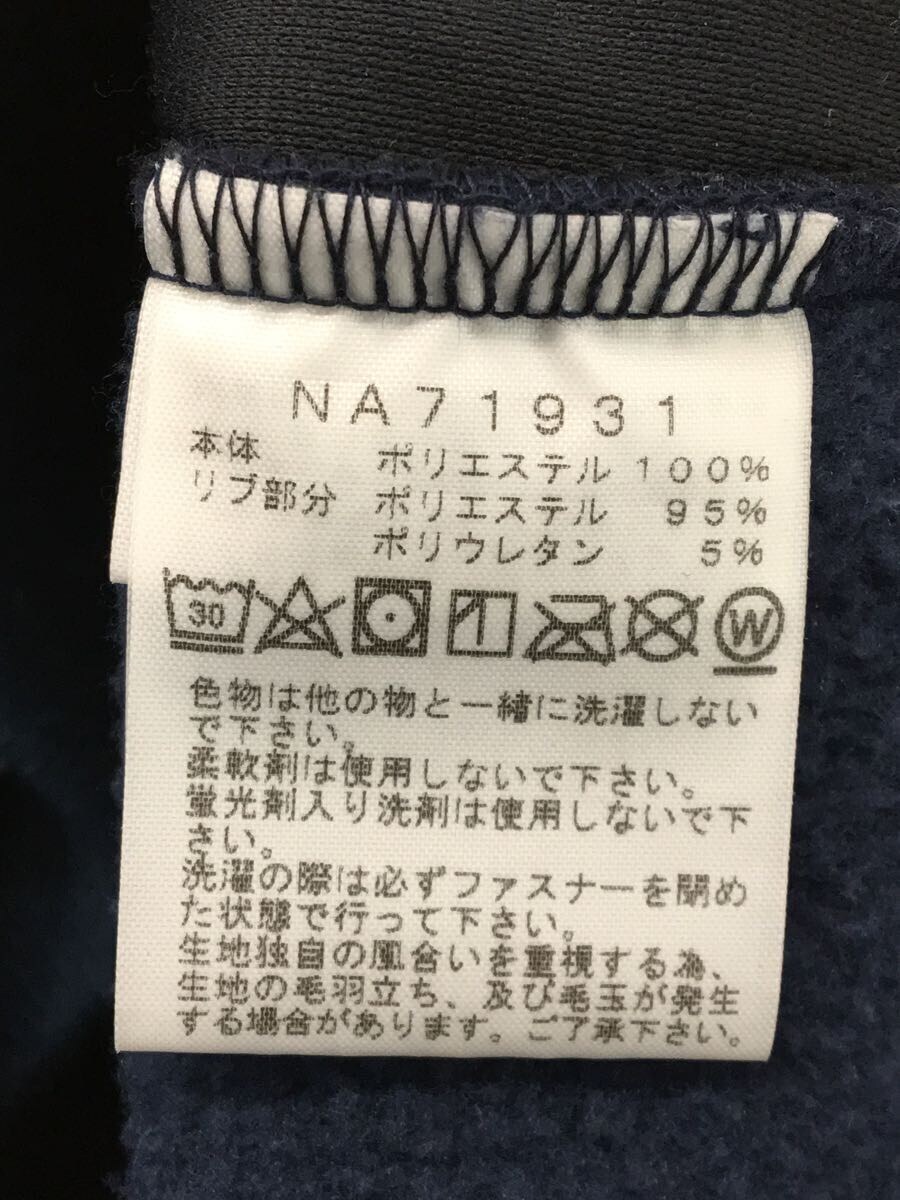 NA71931
本体 ポリエステル 100%
リブ部分 ポリエステル 95%
ポリウレタン 5%
30 W
色物は他の物と一緒に洗濯しない
で下さい。
柔軟剤は使用しないで下さい。
蛍光剤入り洗剤は使用しないで下
さい。
洗濯の際は必ずファスナーを閉め
た状態で行って下さい。
生地独自の風合いを重視する為、
生地の毛羽立ち、及び毛玉が発生
する場合があります。ご了承下さい。